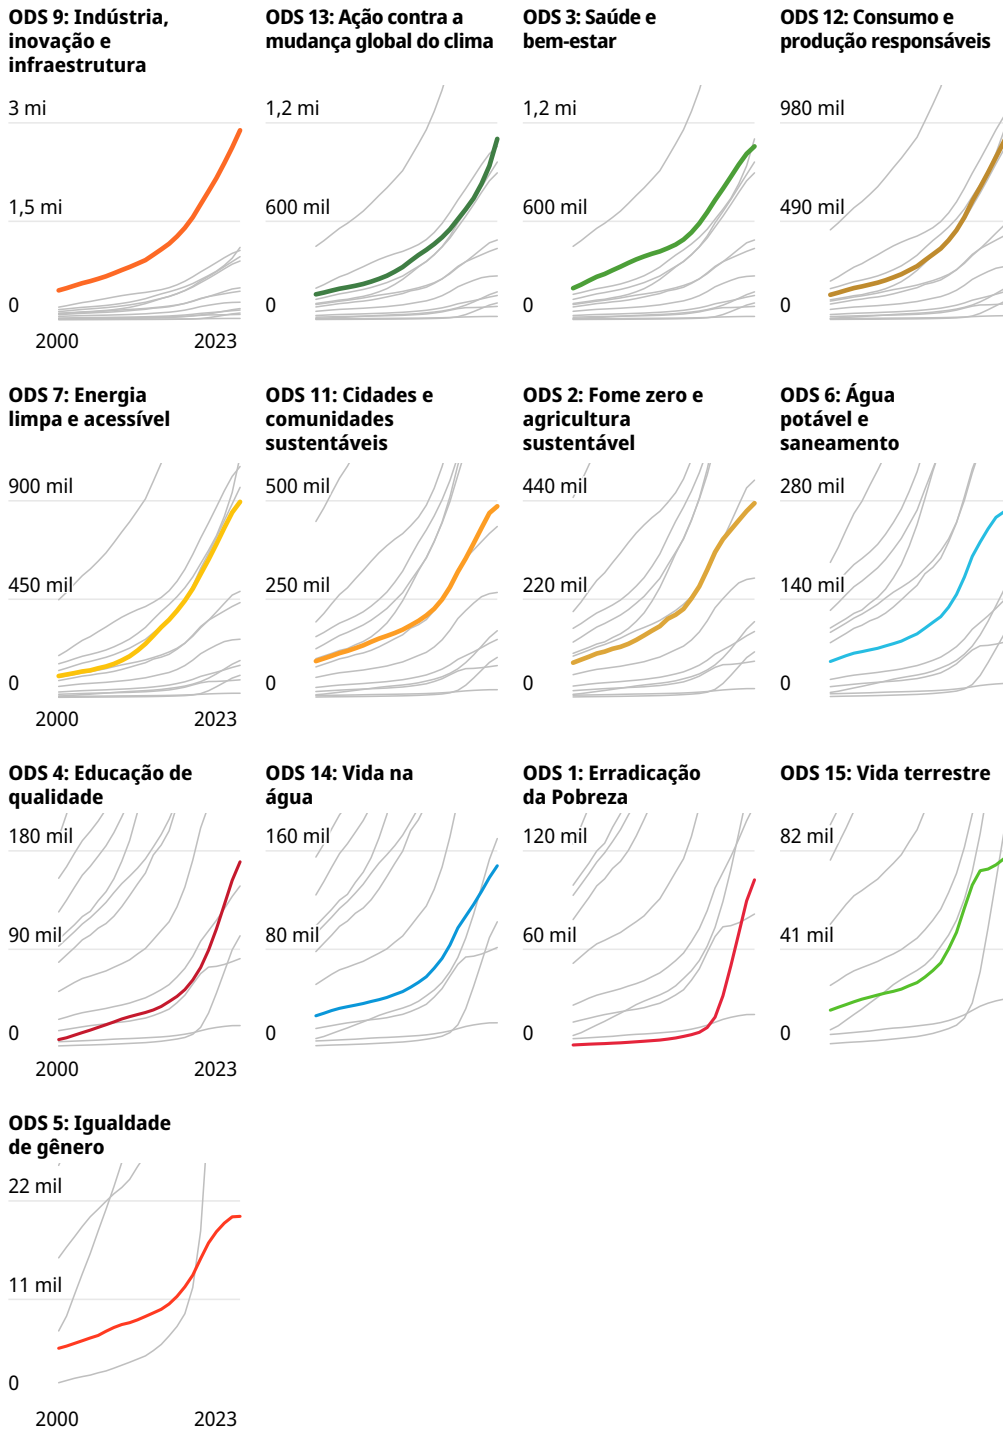 ODS 9: Indústria,
inovação e
infraestrutura
3 mi
1,5 mi
0
2000
2023
ODS 13: Ação contra a
mudança global do clima
1,2 mi
600 mil
0
ODS 3: Saúde e
bem-estar
1,2 mi
600 mil
0
ODS 12: Consumo e
produção responsáveis
980 mil
490 mil
0
ODS 7: Energia
limpa e acessível
900 mil
450 mil
0
2000
2023
ODS 11: Cidades e
comunidades
sustentáveis
500 mil
250 mil
0
ODS 2: Fome zero e
agricultura
sustentável
440 mil
220 mil
0
ODS 6: Água
potável e
saneamento
280 mil
140 mil
0
ODS 4: Educação de
qualidade
180 mil
90 mil
0
2000
2023
ODS 14: Vida na
água
160 mil
80 mil
0
ODS 1: Erradicação
da Pobreza
120 mil
60 mil
0
ODS 15: Vida terrestre
82 mil
41 mil
0
ODS 5: Igualdade
de gênero
22 mil
11 mil
0
2000
2023